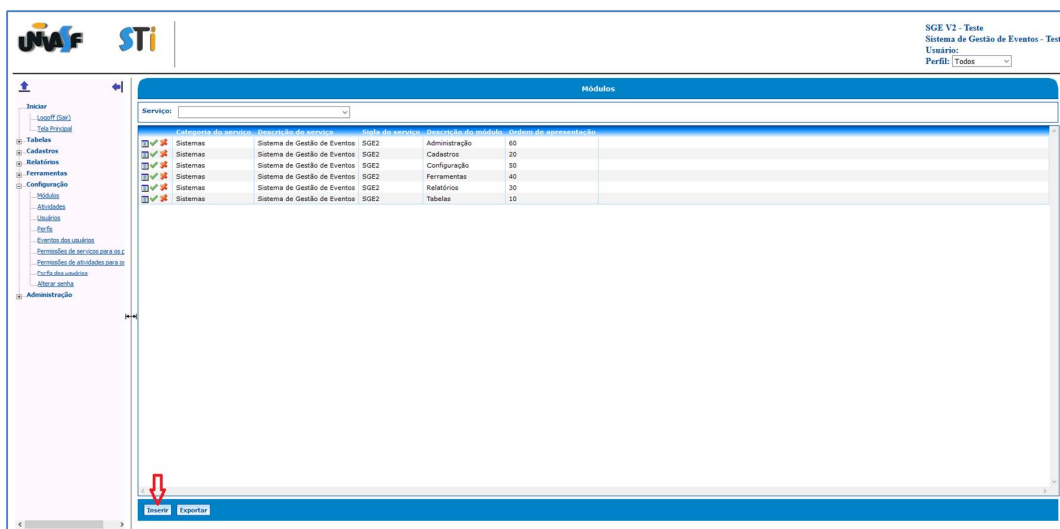 UNIVASF STI
SGE V2 - Teste
Sistema de Gestão de Eventos - Test
Usuário:
Perfil: Todos
Iniciar
Logoff (Sair)
Tela Principal
Tabelas
Cadastros
Relatórios
Ferramentas
Configuração
Módulos
Atividades
Usuários
Perfis
Eventos dos usuários
Permissões de serviços para os p
Permissões de atividades para os
Perfis dos usuários
Alterar senha
Administração
Módulos
Serviço:
Categoria do serviço Descrição do serviço Sigla do serviço Descrição do módulo Ordem de apresentação
Sistemas Sistema de Gestão de Eventos SGE2 Administração 60
Sistemas Sistema de Gestão de Eventos SGE2 Cadastros 20
Sistemas Sistema de Gestão de Eventos SGE2 Configuração 50
Sistemas Sistema de Gestão de Eventos SGE2 Ferramentas 40
Sistemas Sistema de Gestão de Eventos SGE2 Relatórios 30
Sistemas Sistema de Gestão de Eventos SGE2 Tabelas 10
Inserir Exportar